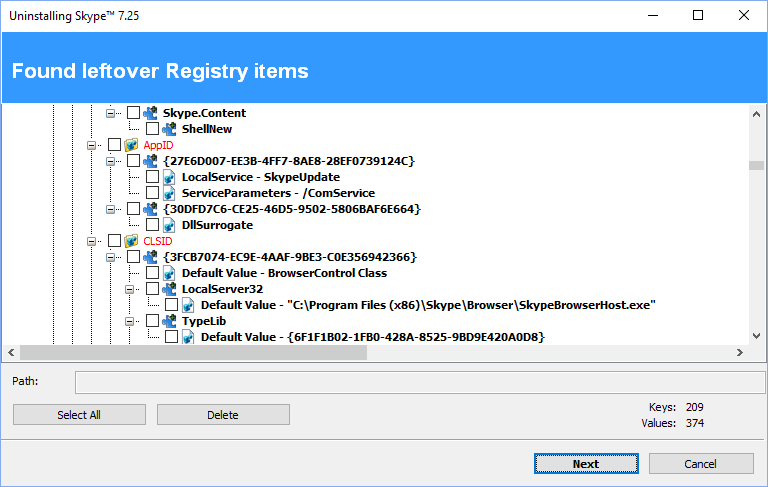 Uninstalling Skype™ 7.25
Found leftover Registry items
Skype.Content
ShellNew
AppID
{27E6D007-EE3B-4FF7-8AE8-28EF0739124C}
LocalService - SkypeUpdate
ServiceParameters - /ComService
{30DFD7C6-CE25-46D5-9502-5806BAF6E664}
DllSurrogate
CLSID
{3FCB7074-EC9E-4AAF-9BE3-C0E356942366}
Default Value - BrowserControl Class
LocalServer32
Default Value - "C:\Program Files (x86)\Skype\Browser\SkypeBrowserHost.exe"
TypeLib
Default Value - {6F1F1B02-1FB0-428A-8525-9BD9E420A0D8}
Path:
Select All Delete Keys: 209
Values: 374
Next Cancel